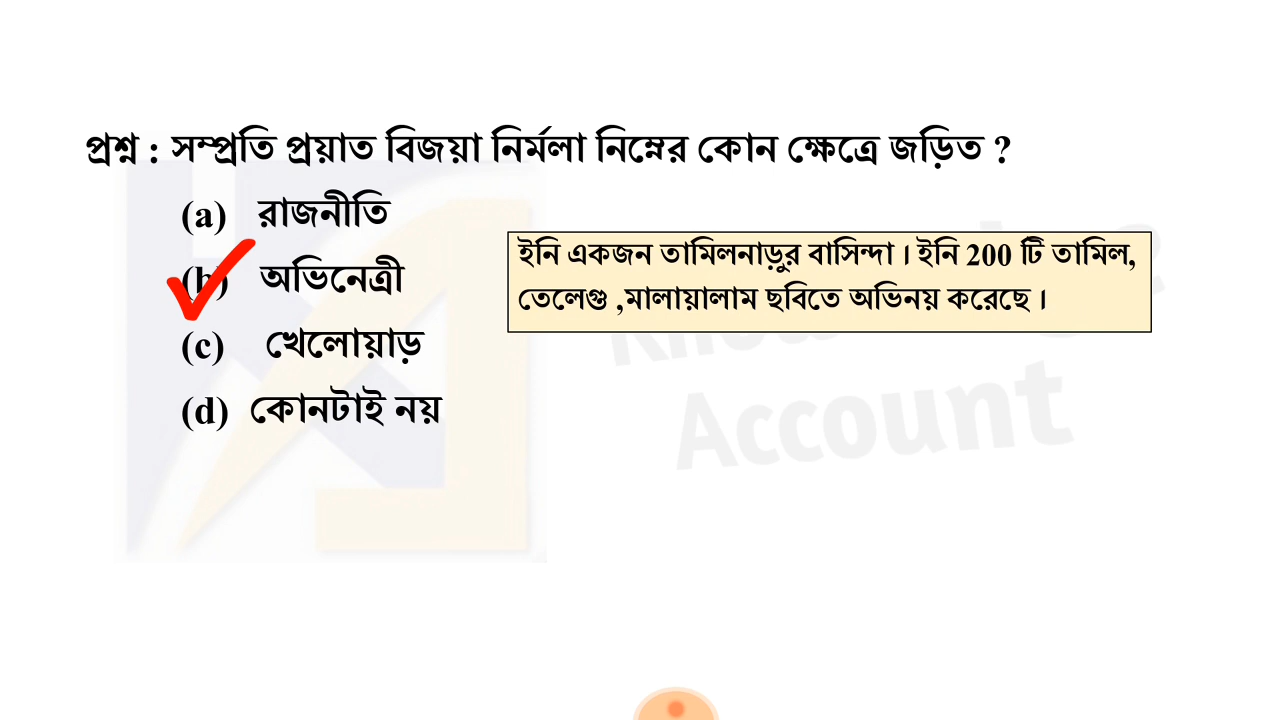 প্রশ্ন : সম্প্রতি প্রয়াত বিজয়া নির্মলা নিম্নের কোন ক্ষেত্রে জড়িত ?
(a) রাজনীতি
(b) অভিনেত্রী
(c) খেলোয়াড়
(d) কোনটাই নয়
ইনি একজন তামিলনাড়ুর বাসিন্দা । ইনি 200 টি তামিল,
তেলেগু ,মালায়ালাম ছবিতে অভিনয় করেছে ।
Account